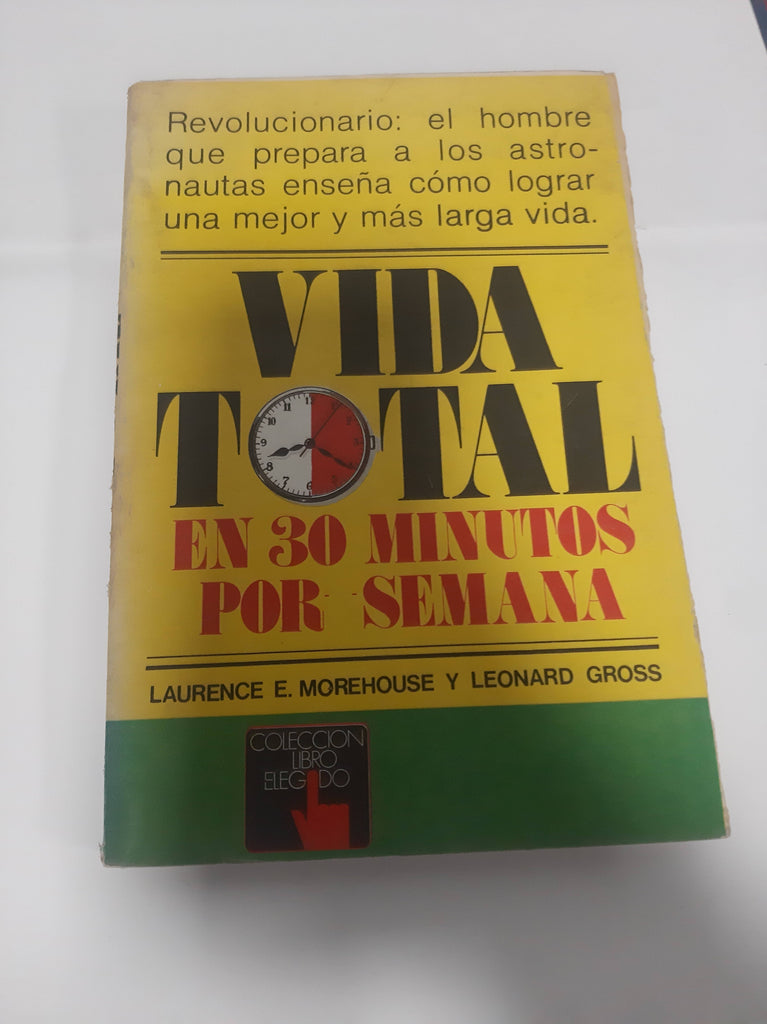 Revolucionario: el hombre
que prepara a los astro-
nautas enseña cómo lograr
una mejor y más larga vida.
VIDA
TOTAL
EN 30 MINUTOS
POR SEMANA
LAURENCE E. MOREHOUSE Y LEONARD GROSS
COLECCION
LIBRO
ELEGIDO